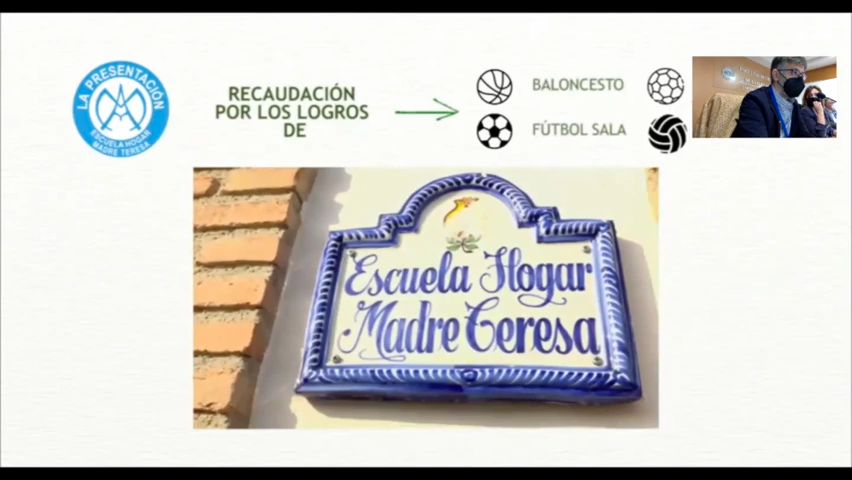 LA PRESENTACIÓN
ESCUELA HOGAR
MADRE TERESA
RECAUDACIÓN
POR LOS LOGROS
DE
BALONCESTO
FÚTBOL SALA
Escuela Hogar
Madre Teresa